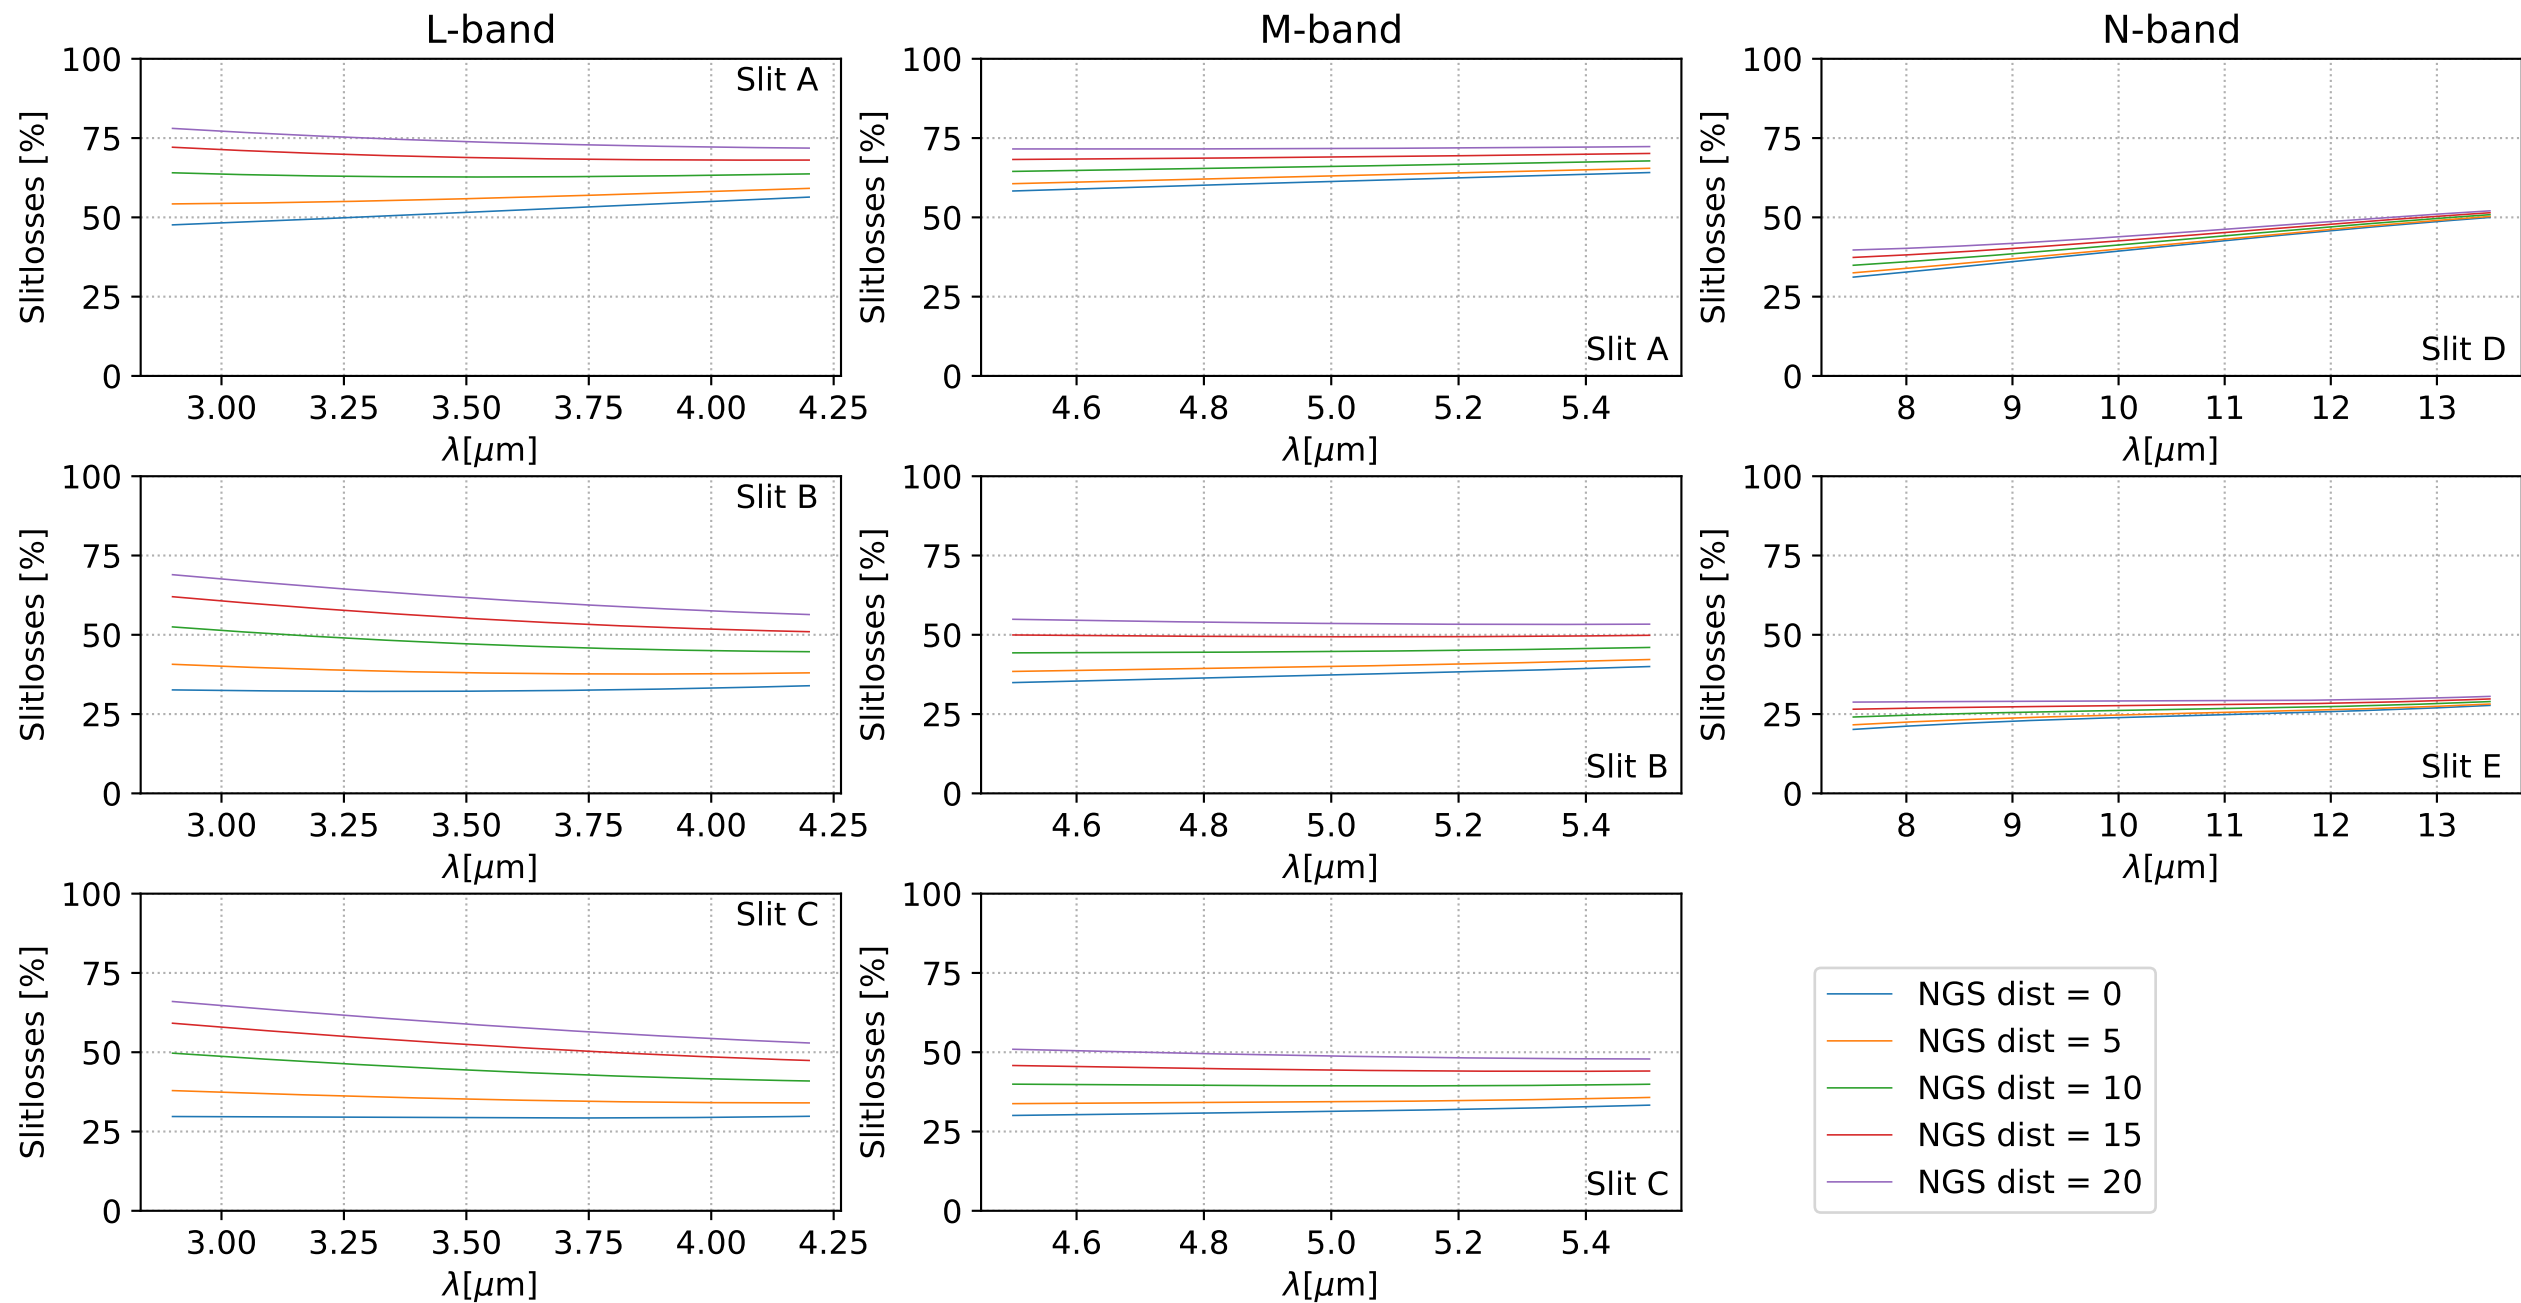 L-band
M-band
N-band
Slitlosses [%]
100
75
50
25
0
Slit A
3.00 3.25 3.50 3.75 4.00 4.25
λ[μm]
Slitlosses [%]
100
75
50
25
0
Slit A
4.6 4.8 5.0 5.2 5.4
λ[μm]
Slitlosses [%]
100
75
50
25
0
Slit D
8 9 10 11 12 13
λ[μm]
Slitlosses [%]
100
75
50
25
0
Slit B
3.00 3.25 3.50 3.75 4.00 4.25
λ[μm]
Slitlosses [%]
100
75
50
25
0
Slit B
4.6 4.8 5.0 5.2 5.4
λ[μm]
Slitlosses [%]
100
75
50
25
0
Slit E
8 9 10 11 12 13
λ[μm]
Slitlosses [%]
100
75
50
25
0
Slit C
3.00 3.25 3.50 3.75 4.00 4.25
λ[μm]
Slitlosses [%]
100
75
50
25
0
Slit C
4.6 4.8 5.0 5.2 5.4
λ[μm]
NGS dist = 0
NGS dist = 5
NGS dist = 10
NGS dist = 15
NGS dist = 20